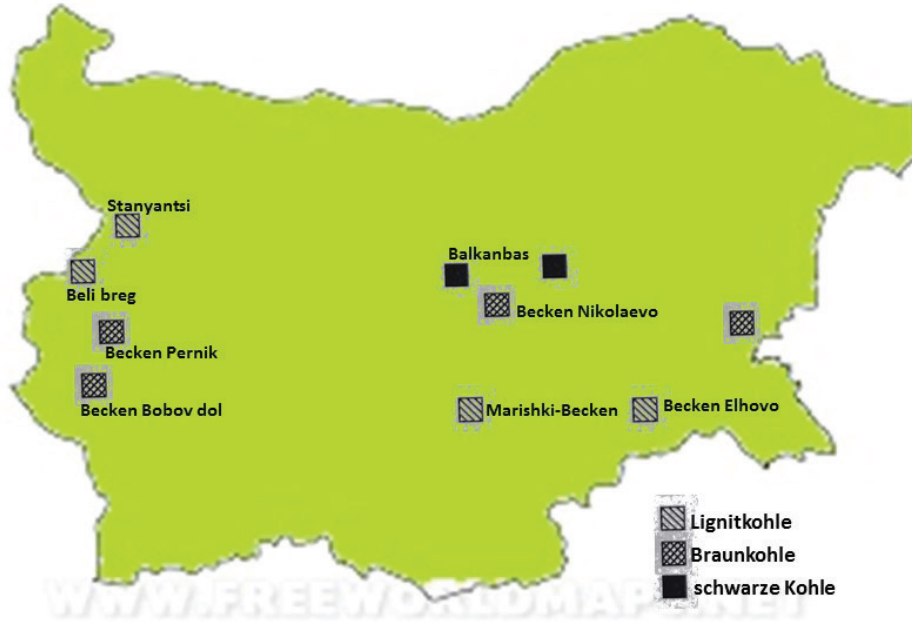 Stanyantsi
Beli breg
Becken Pernik
Becken Bobov dol
Balkanbas
Becken Nikolaevo
Marishki-Becken
Becken Elhovo
Lignitkohle
Braunkohle
schwarze Kohle
WWW.FREEWORLDMAPS.NET